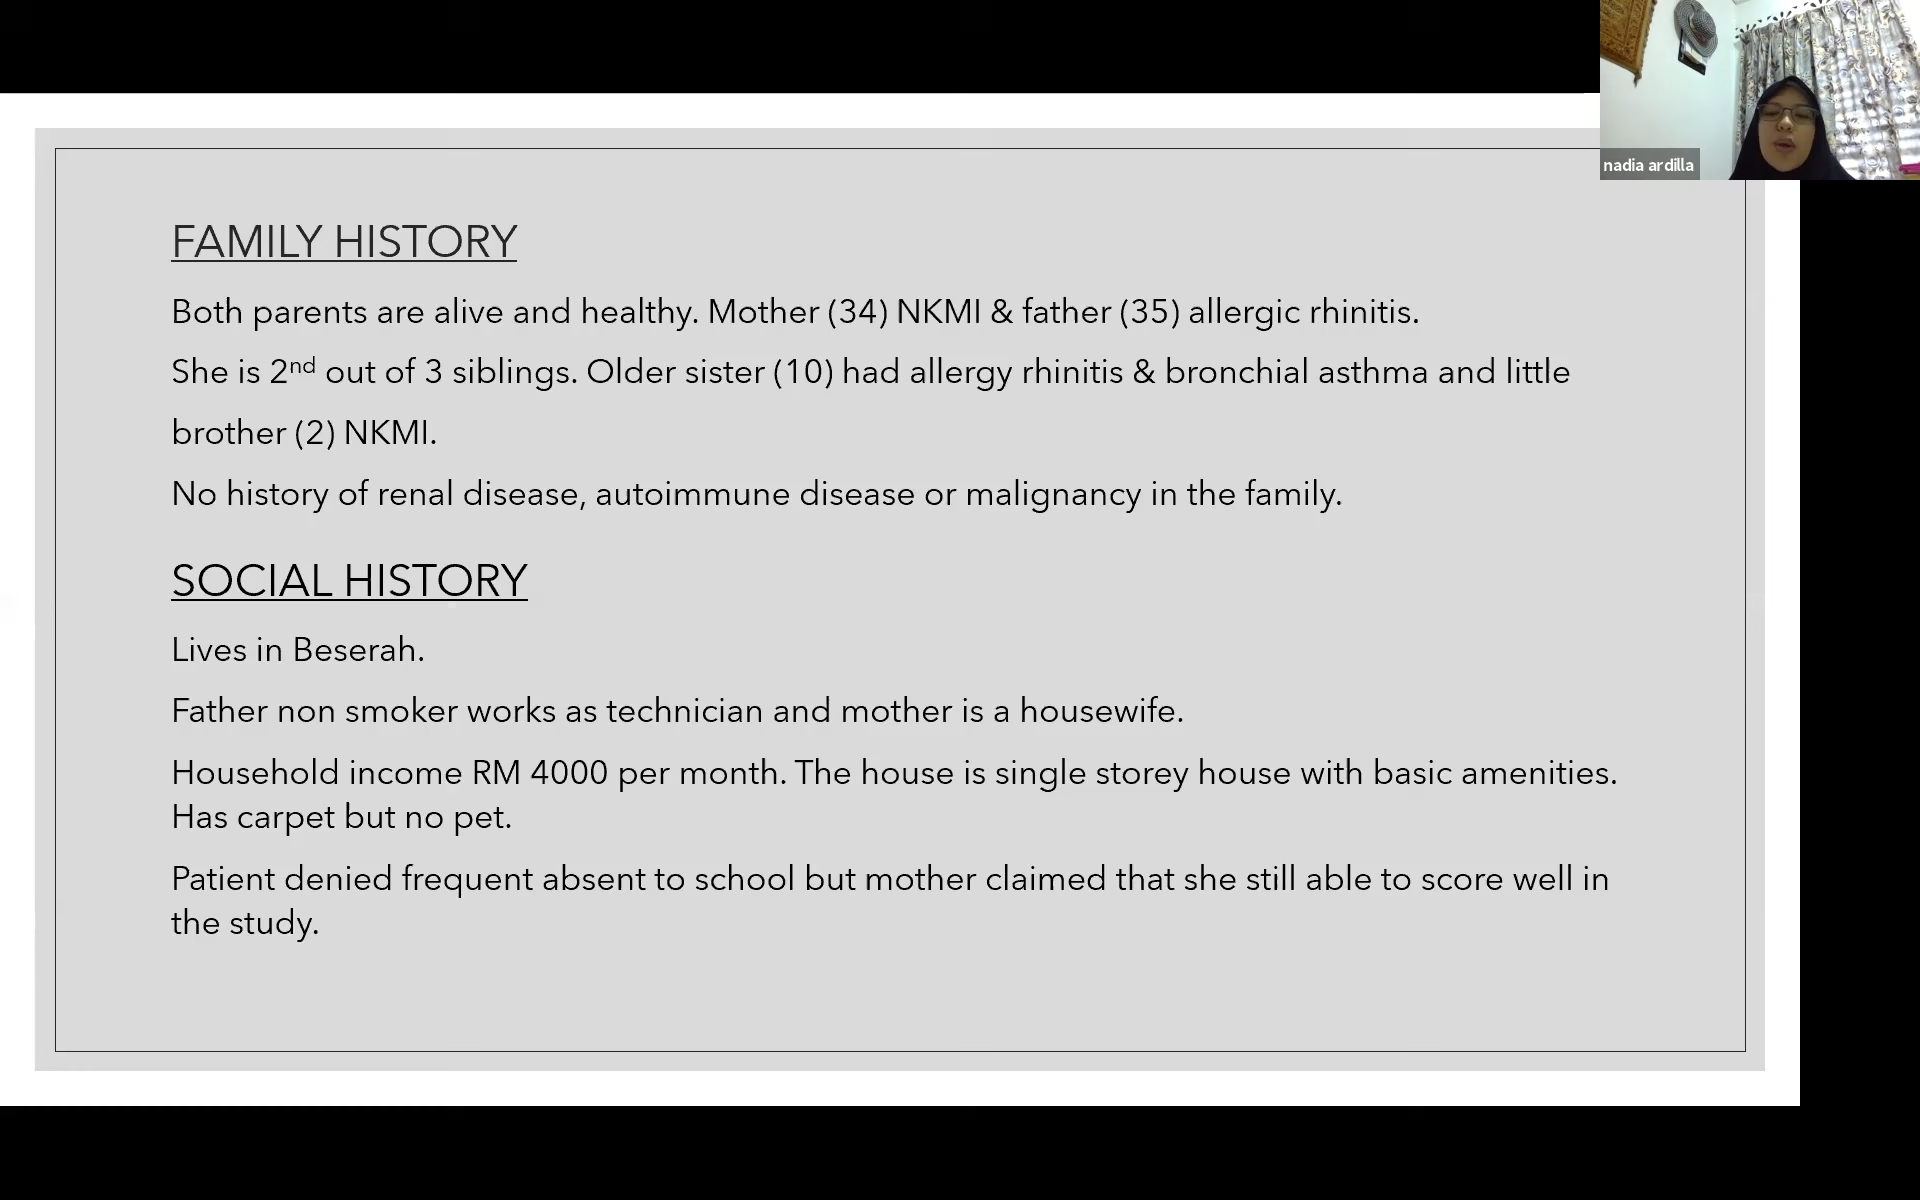 nadia ardilla
FAMILY HISTORY
Both parents are alive and healthy. Mother (34) NKMI & father (35) allergic rhinitis.
She is 2nd out of 3 siblings. Older sister (10) had allergy rhinitis & bronchial asthma and little
brother (2) NKMI.
No history of renal disease, autoimmune disease or malignancy in the family.
SOCIAL HISTORY
Lives in Beserah.
Father non smoker works as technician and mother is a housewife.
Household income RM 4000 per month. The house is single storey house with basic amenities.
Has carpet but no pet.
Patient denied frequent absent to school but mother claimed that she still able to score well in
the study.